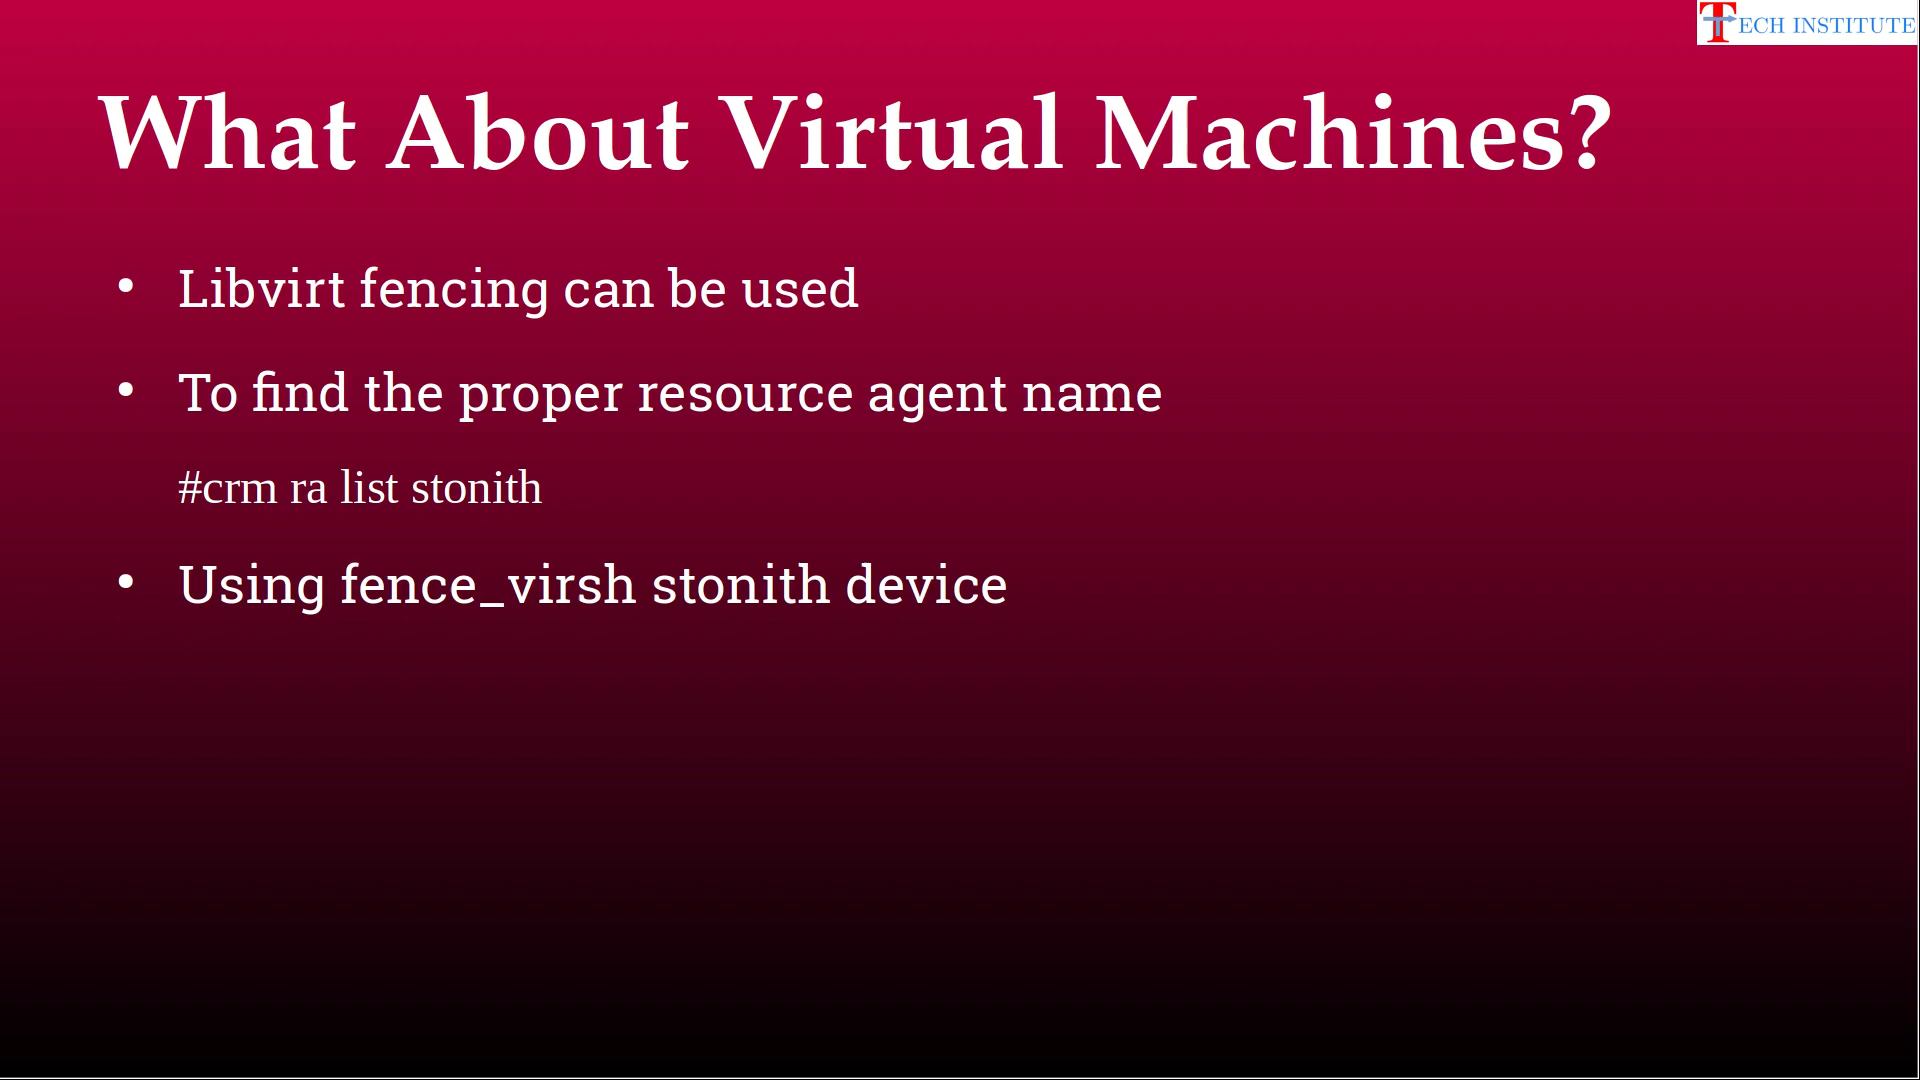 TECH INSTITUTE
What About Virtual Machines?
• Libvirt fencing can be used
• To find the proper resource agent name
#crm ra list stonith
• Using fence_virsh stonith device